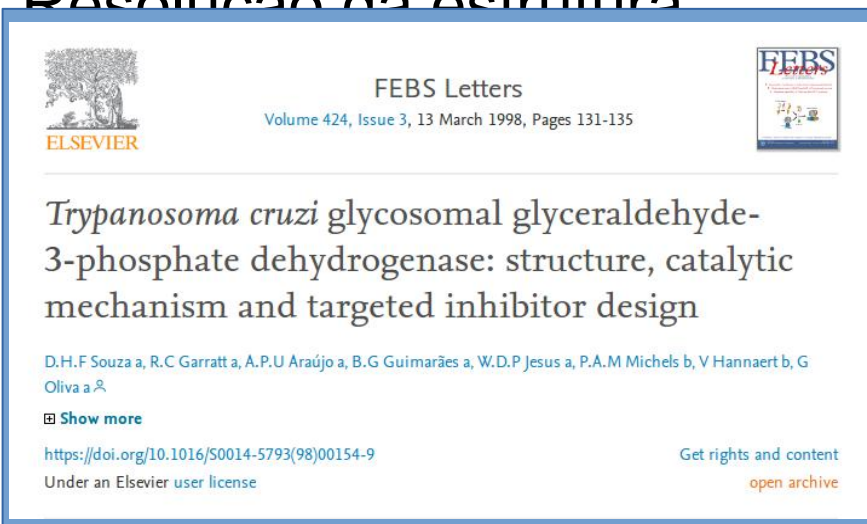 Resolução da estrutura
ELSEVIER
FEBS Letters
Volume 424, Issue 3, 13 March 1998, Pages 131-135
FEBS
Letters
Trypanosoma cruzi glycosomal glyceraldehyde-
3-phosphate dehydrogenase: structure, catalytic
mechanism and targeted inhibitor design
D.H.F Souza a, R.C Garratt a, A.P.U Araújo a, B.G Guimarães a, W.D.P Jesus a, P.A.M Michels b, V Hannaert b, G
Oliva a
Show more
https://doi.org/10.1016/S0014-5793(98)00154-9
Get rights and content
Under an Elsevier user license
open archive